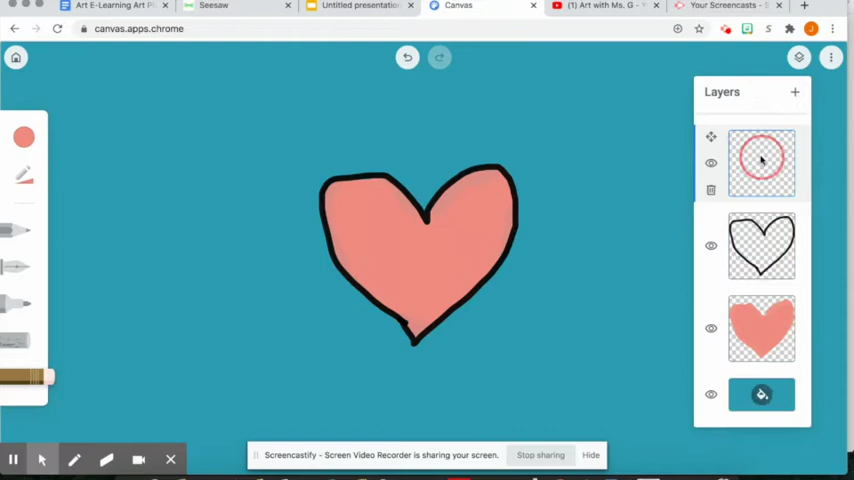 Art E-Learning Art Pl
Seesaw
Untitled presentation
Canvas
(1) Art with Ms. G - Y
Your Screencasts - S
canvas.apps.chrome
J
Layers
Screencastify - Screen Video Recorder is sharing your screen.
Stop sharing
Hide